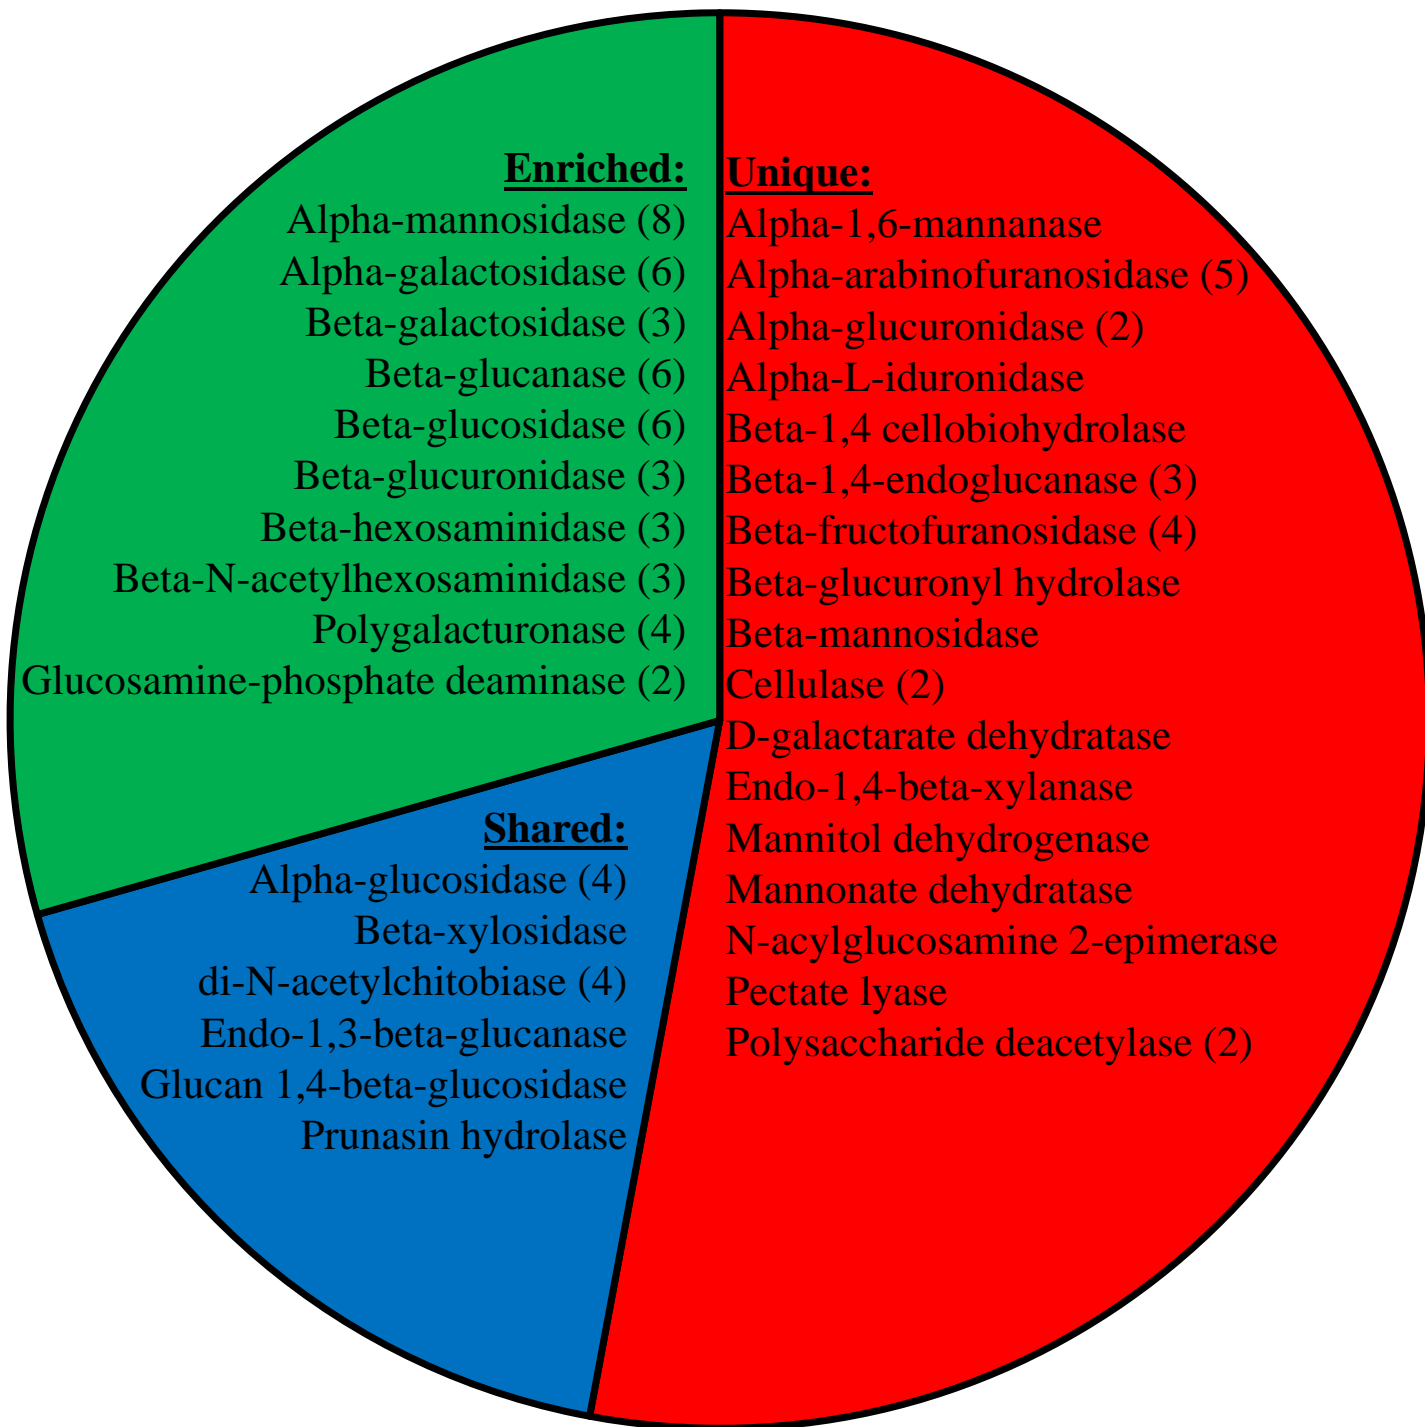 Enriched:
Alpha-mannosidase (8)
Alpha-galactosidase (6)
Beta-galactosidase (3)
Beta-glucanase (6)
Beta-glucosidase (6)
Beta-glucuronidase (3)
Beta-hexosaminidase (3)
Beta-N-acetylhexosaminidase (3)
Polygalacturonase (4)
Glucosamine-phosphate deaminase (2)
Unique:
Alpha-1,6-mannanase
Alpha-arabinofuranosidase (5)
Alpha-glucuronidase (2)
Alpha-L-iduronidase
Beta-1,4 cellobiohydrolase
Beta-1,4-endoglucanase (3)
Beta-fructofuranosidase (4)
Beta-glucuronyl hydrolase
Beta-mannosidase
Cellulase (2)
D-galactarate dehydratase
Endo-1,4-beta-xylanase
Mannitol dehydrogenase
Mannonate dehydratase
N-acylglucosamine 2-epimerase
Pectate lyase
Polysaccharide deacetylase (2)
Shared:
Alpha-glucosidase (4)
Beta-xylosidase
di-N-acetylchitobiase (4)
Endo-1,3-beta-glucanase
Glucan 1,4-beta-glucosidase
Prunasin hydrolase